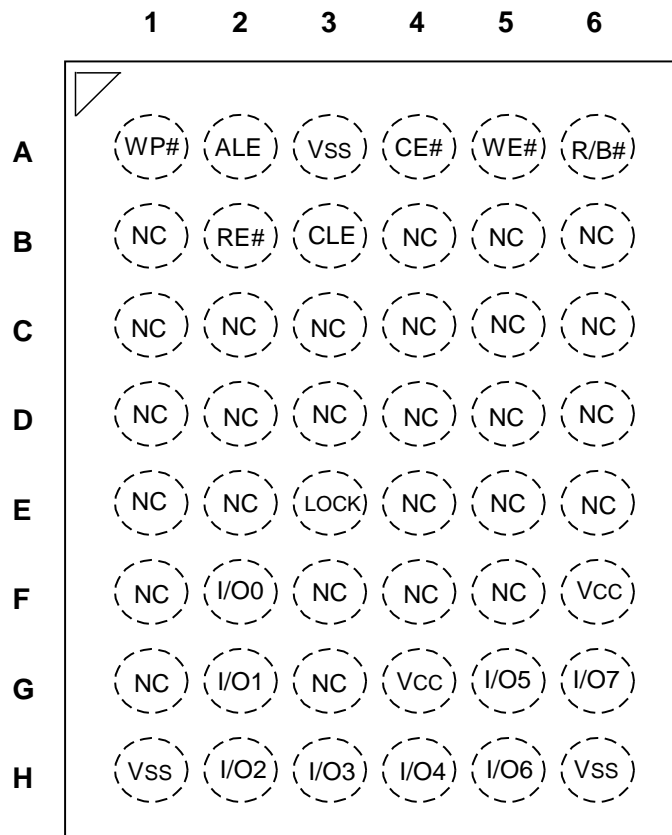 1 2 3 4 5 6
A WP# ALE Vss CE# WE# R/B#
B NC RE# CLE NC NC NC
C NC NC NC NC NC NC
D NC NC NC NC NC NC
E NC NC LOCK NC NC NC
F NC I/O0 NC NC NC VCC
G NC I/O1 NC VCC I/O5 I/O7
H Vss I/O2 I/O3 I/O4 I/O6 Vss